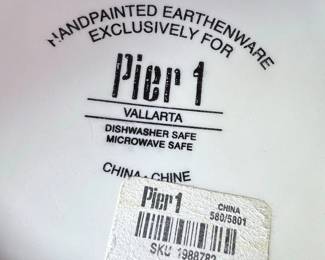 HANDPAINTED EARTHENWARE
EXCLUSIVELY FOR
Pier 1
VALLARTA
DISHWASHER SAFE
MICROWAVE SAFE
CHINA · CHINE
Pier 1
CHINA
580/5801
SKU 1988782